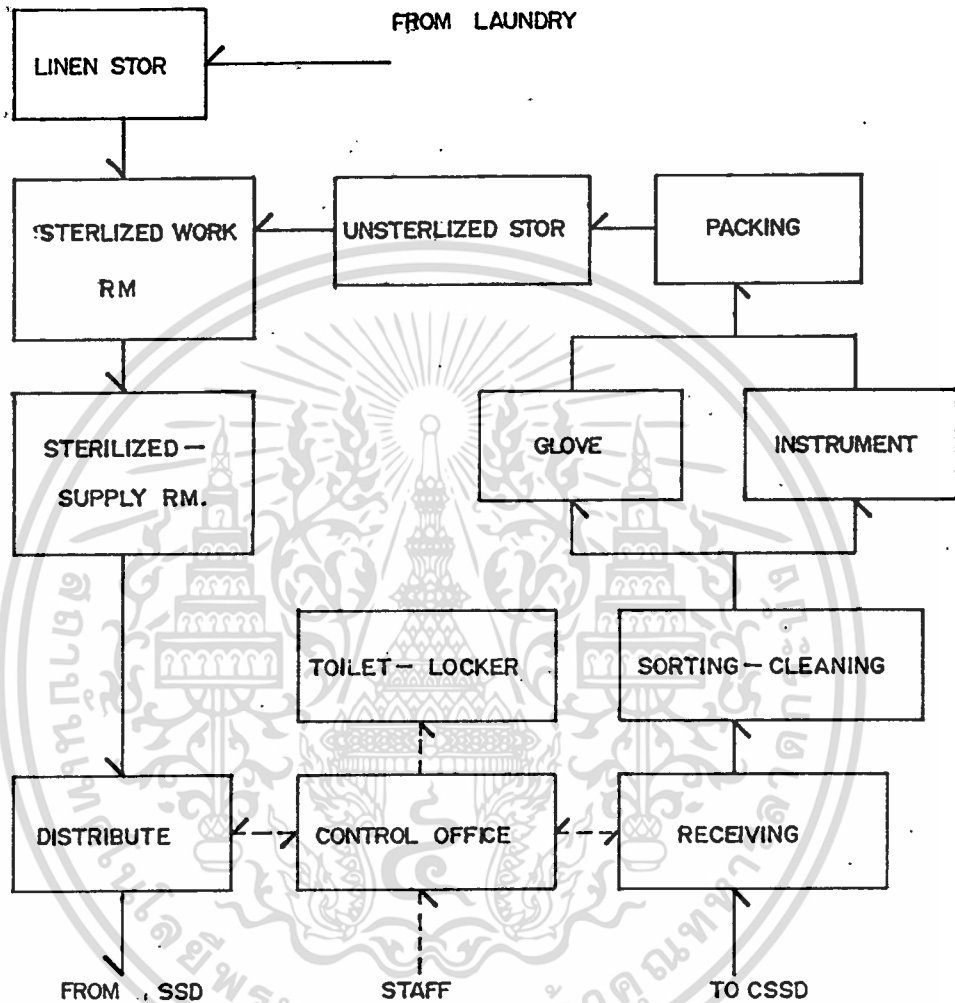 FROM LAUNDRY
LINEN STOR
STERLIZED WORK
RM
UNSTERLIZED STOR
PACKING
STERILIZED—
SUPPLY RM.
GLOVE
INSTRUMENT
TOILET— LOCKER
SORTING—CLEANING
DISTRIBUTE
CONTROL OFFICE
RECEIVING
FROM , SSD
STAFF
TO CSSD